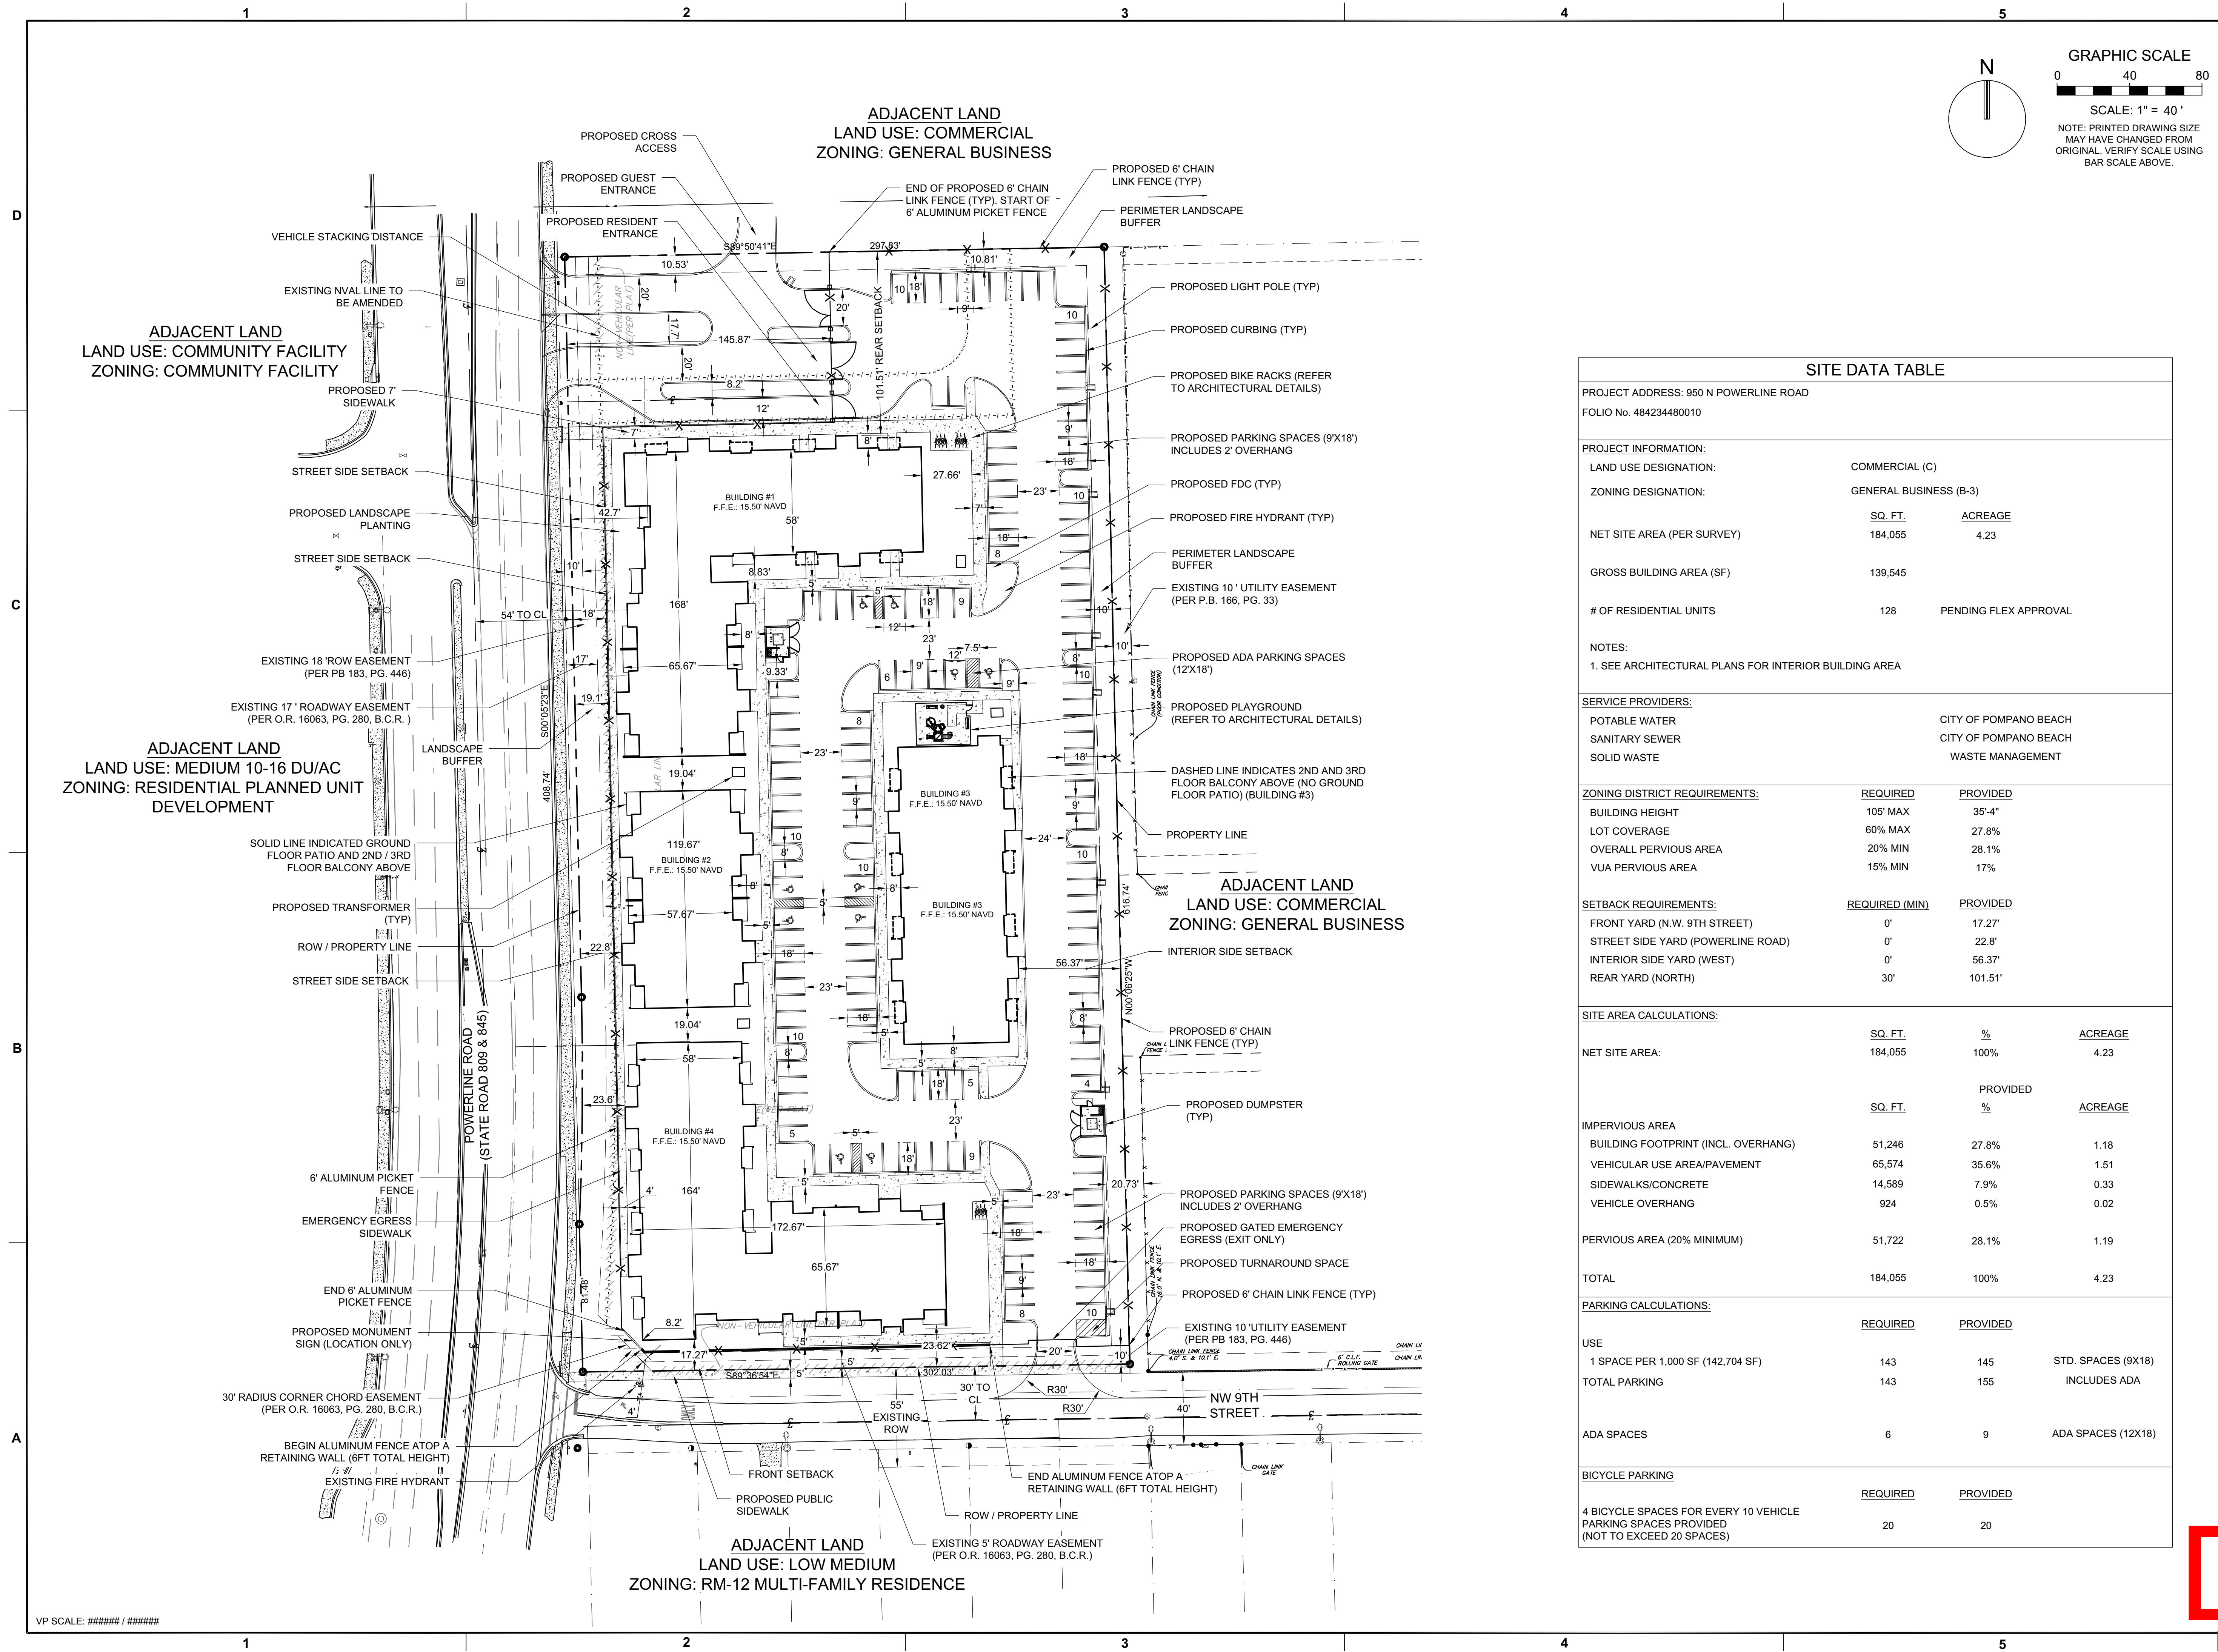 1 2 3 4 5
D
C
B
A
N
GRAPHIC SCALE
0 40 80
SCALE: 1" = 40 '
NOTE: PRINTED DRAWING SIZE
MAY HAVE CHANGED FROM
ORIGINAL. VERIFY SCALE USING
BAR SCALE ABOVE.
ADJACENT LAND
LAND USE: COMMERCIAL
ZONING: GENERAL BUSINESS
PROPOSED CROSS
ACCESS
PROPOSED GUEST
ENTRANCE
PROPOSED RESIDENT
ENTRANCE
VEHICLE STACKING DISTANCE
EXISTING NVAL LINE TO
BE AMENDED
ADJACENT LAND
LAND USE: COMMUNITY FACILITY
ZONING: COMMUNITY FACILITY
PROPOSED 7'
SIDEWALK
STREET SIDE SETBACK
PROPOSED LANDSCAPE
PLANTING
STREET SIDE SETBACK
54' TO CL
EXISTING 18 'ROW EASEMENT
(PER PB 183, PG. 446)
EXISTING 17 ' ROADWAY EASEMENT
(PER O.R. 16063, PG. 280, B.C.R. )
LANDSCAPE
BUFFER
ADJACENT LAND
LAND USE: MEDIUM 10-16 DU/AC
ZONING: RESIDENTIAL PLANNED UNIT
DEVELOPMENT
SOLID LINE INDICATED GROUND
FLOOR PATIO AND 2ND / 3RD
FLOOR BALCONY ABOVE
PROPOSED TRANSFORMER
(TYP)
ROW / PROPERTY LINE
STREET SIDE SETBACK
POWERLINE ROAD
(STATE ROAD 809 & 845)
6' ALUMINUM PICKET
FENCE
EMERGENCY EGRESS
SIDEWALK
END 6' ALUMINUM
PICKET FENCE
PROPOSED MONUMENT
SIGN (LOCATION ONLY)
30' RADIUS CORNER CHORD EASEMENT
(PER O.R. 16063, PG. 280, B.C.R.)
BEGIN ALUMINUM FENCE ATOP A
RETAINING WALL (6FT TOTAL HEIGHT)
EXISTING FIRE HYDRANT
END OF PROPOSED 6' CHAIN
LINK FENCE (TYP). START OF
6' ALUMINUM PICKET FENCE
PROPOSED 6' CHAIN
LINK FENCE (TYP)
PERIMETER LANDSCAPE
BUFFER
PROPOSED LIGHT POLE (TYP)
PROPOSED CURBING (TYP)
PROPOSED BIKE RACKS (REFER
TO ARCHITECTURAL DETAILS)
PROPOSED PARKING SPACES (9'X18')
INCLUDES 2' OVERHANG
PROPOSED FDC (TYP)
PROPOSED FIRE HYDRANT (TYP)
PERIMETER LANDSCAPE
BUFFER
EXISTING 10 ' UTILITY EASEMENT
(PER P.B. 166, PG. 33)
PROPOSED ADA PARKING SPACES
(12'X18')
PROPOSED PLAYGROUND
(REFER TO ARCHITECTURAL DETAILS)
DASHED LINE INDICATES 2ND AND 3RD
FLOOR BALCONY ABOVE (NO GROUND
FLOOR PATIO) (BUILDING #3)
PROPERTY LINE
ADJACENT LAND
LAND USE: COMMERCIAL
ZONING: GENERAL BUSINESS
INTERIOR SIDE SETBACK
PROPOSED 6' CHAIN
LINK FENCE (TYP)
PROPOSED DUMPSTER
(TYP)
PROPOSED PARKING SPACES (9'X18')
INCLUDES 2' OVERHANG
PROPOSED GATED EMERGENCY
EGRESS (EXIT ONLY)
PROPOSED TURNAROUND SPACE
PROPOSED 6' CHAIN LINK FENCE (TYP)
EXISTING 10 'UTILITY EASEMENT
(PER PB 183, PG. 446)
S89°50'41"E 297.83'
10.53' 10.81'
101.51' REAR SETBACK
145.87'
17.7'
20'
8.2'
12'
BUILDING #1
F.F.E.: 15.50' NAVD
42.7'
168'
58'
27.66'
8.83'
65.67'
9.33'
19.1'
S00°05'23"E
408.74'
19.04'
119.67'
BUILDING #2
F.F.E.: 15.50' NAVD
57.67'
22.8'
19.04'
58'
23.6'
BUILDING #4
F.F.E.: 15.50' NAVD
164'
172.67'
65.67'
81.48'
BUILDING #3
F.F.E.: 15.50' NAVD
BUILDING #3
F.F.E.: 15.50' NAVD
24'
56.37'
616.74'
N00°06'25"W
20.73'
8.2'
NON-VEHICULAR LINE(PER PLAT)
17.27'
23.62'
S89°36'54"E 302.03'
55'
EXISTING
ROW
30' TO
CL
R30'
R30'
40'
NW 9TH
STREET
CHAIN LINK FENCE
4.0' S. & 10.1' E.
6' C.L.F.
ROLLING GATE
CHAIN LINK
GATE
CHAIN LINK FENCE
(POOR CONDITION)
FRONT SETBACK
PROPOSED PUBLIC
SIDEWALK
END ALUMINUM FENCE ATOP A
RETAINING WALL (6FT TOTAL HEIGHT)
ROW / PROPERTY LINE
EXISTING 5' ROADWAY EASEMENT
(PER O.R. 16063, PG. 280, B.C.R.)
ADJACENT LAND
LAND USE: LOW MEDIUM
ZONING: RM-12 MULTI-FAMILY RESIDENCE
SITE DATA TABLE
PROJECT ADDRESS: 950 N POWERLINE ROAD
FOLIO No. 484234480010
PROJECT INFORMATION:
LAND USE DESIGNATION: COMMERCIAL (C)
ZONING DESIGNATION: GENERAL BUSINESS (B-3)
SQ. FT. ACREAGE
NET SITE AREA (PER SURVEY) 184,055 4.23
GROSS BUILDING AREA (SF) 139,545
# OF RESIDENTIAL UNITS 128 PENDING FLEX APPROVAL
NOTES:
1. SEE ARCHITECTURAL PLANS FOR INTERIOR BUILDING AREA
SERVICE PROVIDERS:
POTABLE WATER CITY OF POMPANO BEACH
SANITARY SEWER CITY OF POMPANO BEACH
SOLID WASTE WASTE MANAGEMENT
ZONING DISTRICT REQUIREMENTS: REQUIRED PROVIDED
BUILDING HEIGHT 105' MAX 35'-4"
LOT COVERAGE 60% MAX 27.8%
OVERALL PERVIOUS AREA 20% MIN 28.1%
VUA PERVIOUS AREA 15% MIN 17%
SETBACK REQUIREMENTS: REQUIRED (MIN) PROVIDED
FRONT YARD (N.W. 9TH STREET) 0' 17.27'
STREET SIDE YARD (POWERLINE ROAD) 0' 22.8'
INTERIOR SIDE YARD (WEST) 0' 56.37'
REAR YARD (NORTH) 30' 101.51'
SITE AREA CALCULATIONS:
SQ. FT. % ACREAGE
NET SITE AREA: 184,055 100% 4.23
PROVIDED
SQ. FT. % ACREAGE
IMPERVIOUS AREA
BUILDING FOOTPRINT (INCL. OVERHANG) 51,246 27.8% 1.18
VEHICULAR USE AREA/PAVEMENT 65,574 35.6% 1.51
SIDEWALKS/CONCRETE 14,589 7.9% 0.33
VEHICLE OVERHANG 924 0.5% 0.02
PERVIOUS AREA (20% MINIMUM) 51,722 28.1% 1.19
TOTAL 184,055 100% 4.23
PARKING CALCULATIONS:
REQUIRED PROVIDED
USE
1 SPACE PER 1,000 SF (142,704 SF) 143 145 STD. SPACES (9X18)
TOTAL PARKING 143 155 INCLUDES ADA
ADA SPACES 6 9 ADA SPACES (12X18)
BICYCLE PARKING
REQUIRED PROVIDED
4 BICYCLE SPACES FOR EVERY 10 VEHICLE
PARKING SPACES PROVIDED
(NOT TO EXCEED 20 SPACES) 20 20
VP SCALE: ###### / ######
1 2 3 4 5